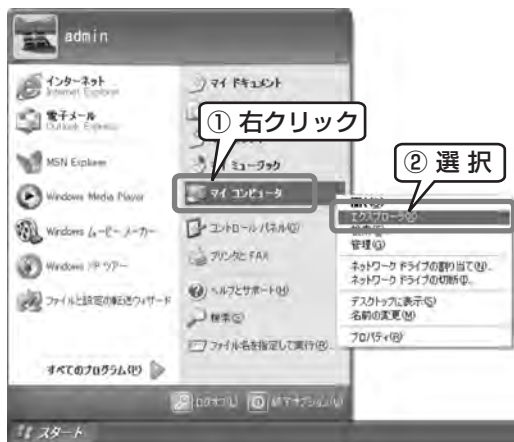 admin
インターネット
Internet Explorer
電子メール
Outlook Express
MSN Explorer
Windows Media Player
Windows ムービー メーカー
Windows XP ツアー
ファイルと設定の転送ウィザード
すべてのプログラム(P)
マイ ドキュメント
① 右クリック
マイ ミュージック
マイ コンピュータ
コントロール パネル(C)
プリンタと FAX
ヘルプとサポート(H)
検索(S)
ファイル名を指定して実行(R)...
② 選 択
エクスプローラ(X)
管理(G)
ネットワーク ドライブの割り当て(N)...
ネットワーク ドライブの切断(D)...
デスクトップに表示(S)
名前の変更(M)
プロパティ(R)
ログオフ(L)
終了オプション(U)
スタート